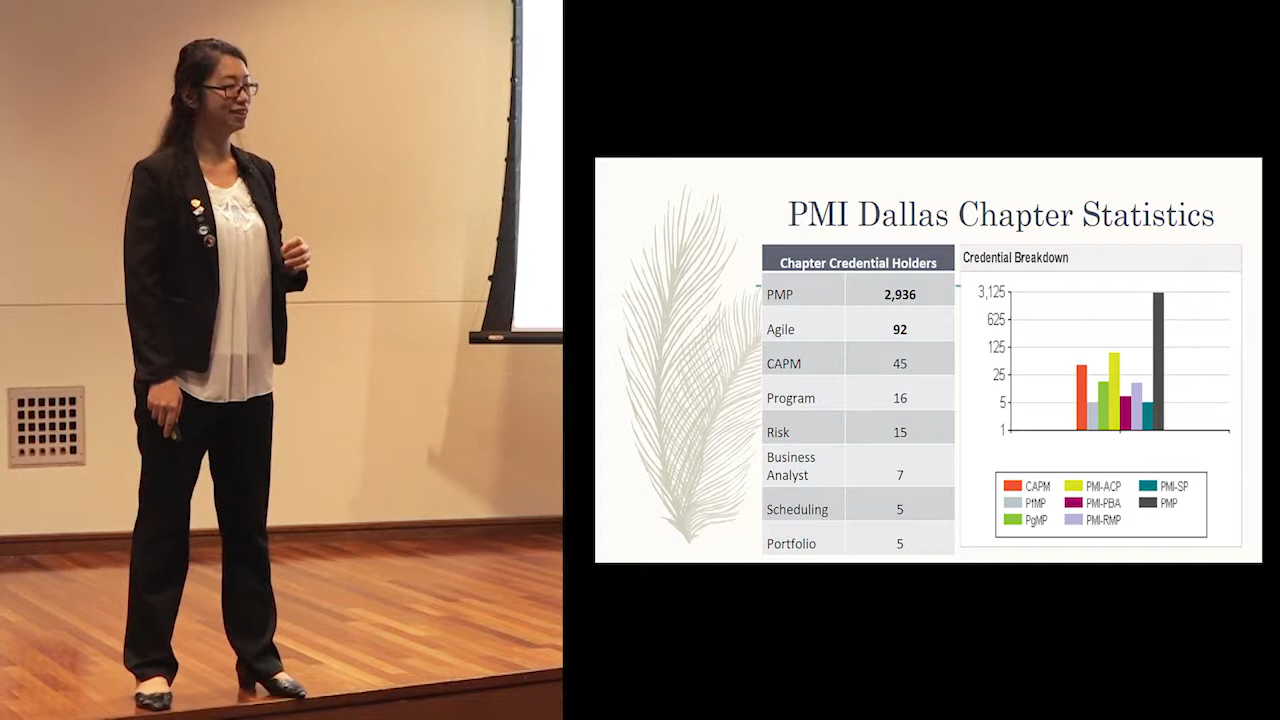 PMI Dallas Chapter Statistics
Chapter Credential Holders
PMP 2,936
Agile 92
CAPM 45
Program 16
Risk 15
Business
Analyst 7
Scheduling 5
Portfolio 5
Credential Breakdown
3,125
625
125
25
5
1
CAPM PMI-ACP PMI-SP
PfMP PMI-PBA PMP
PgMP PMI-RMP